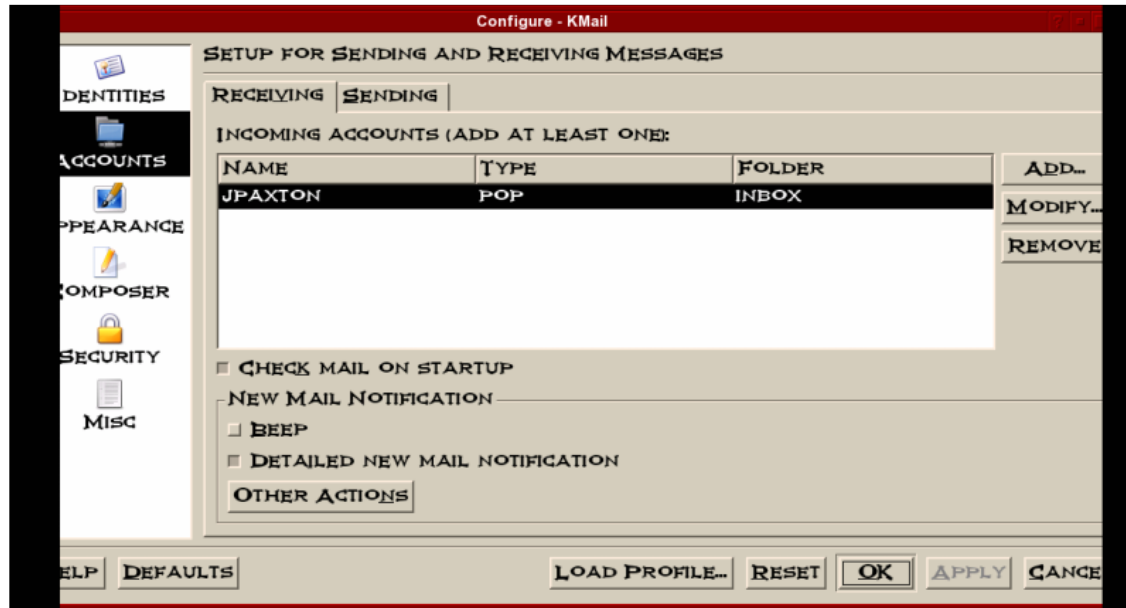 Configure - KMail
SETUP FOR SENDING AND RECEIVING MESSAGES
DENTITIES
ACCOUNTS
PPEARANCE
OMPOSER
SECURITY
MISC
RECEIVING SENDING
INCOMING ACCOUNTS (ADD AT LEAST ONE):
NAME TYPE FOLDER
JPAXTON POP INBOX
ADD...
MODIFY...
REMOVE
CHECK MAIL ON STARTUP
NEW MAIL NOTIFICATION
BEEP
DETAILED NEW MAIL NOTIFICATION
OTHER ACTIONS
ELP DEFAULTS LOAD PROFILE... RESET OK APPLY CANCE